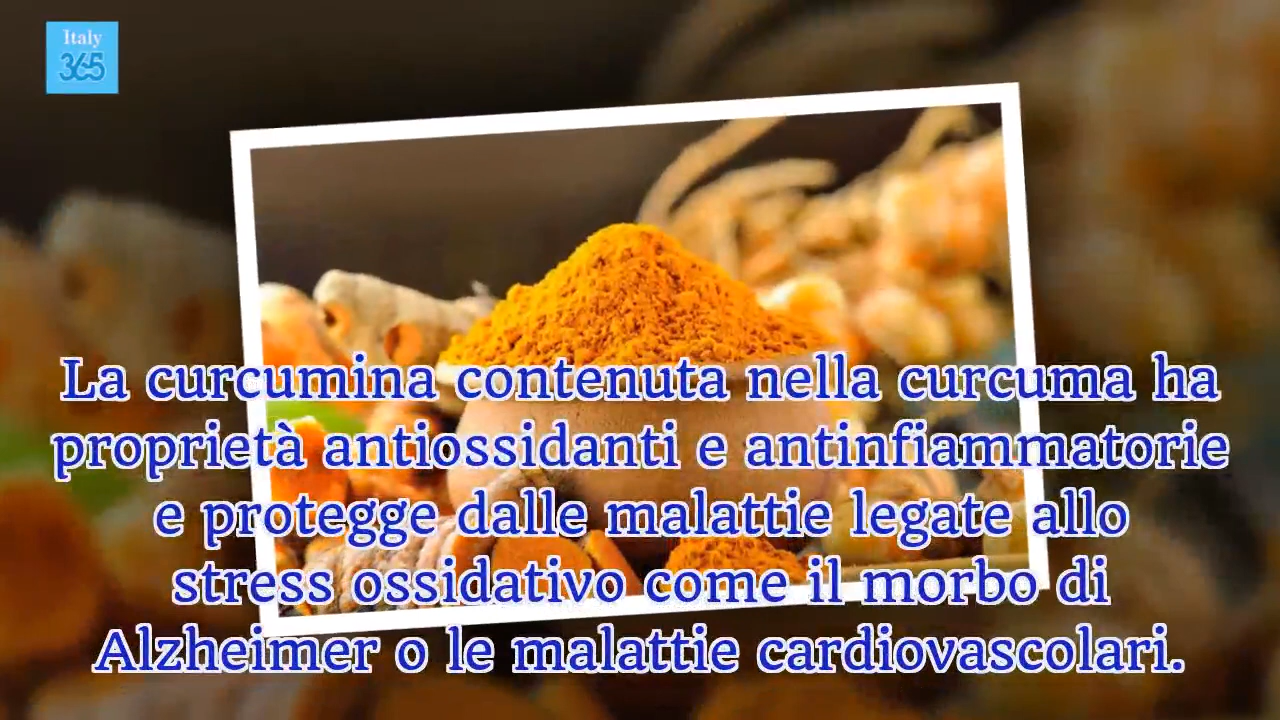 Italy
365
La curcumina contenuta nella curcuma ha
proprietà antiossidanti e antinfiammatorie
e protegge dalle malattie legate allo
stress ossidativo come il morbo di
Alzheimer o le malattie cardiovascolari.